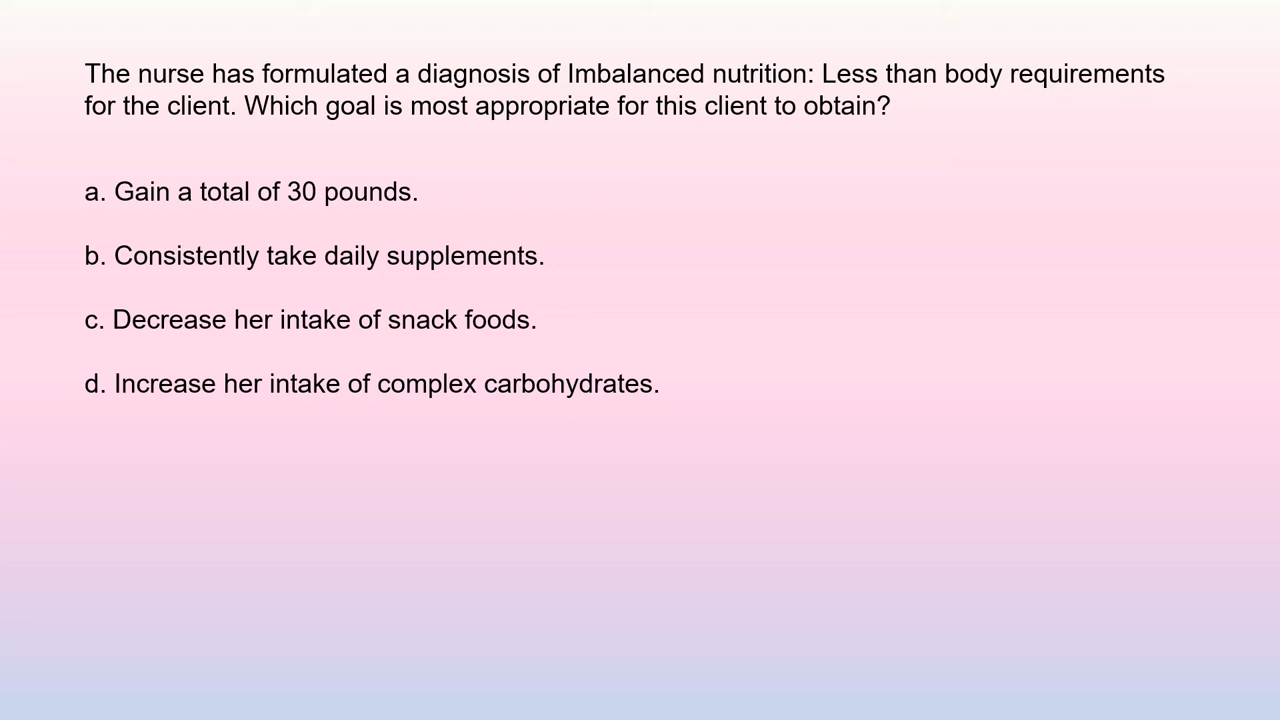 The nurse has formulated a diagnosis of Imbalanced nutrition: Less than body requirements
for the client. Which goal is most appropriate for this client to obtain?
a. Gain a total of 30 pounds.
b. Consistently take daily supplements.
c. Decrease her intake of snack foods.
d. Increase her intake of complex carbohydrates.